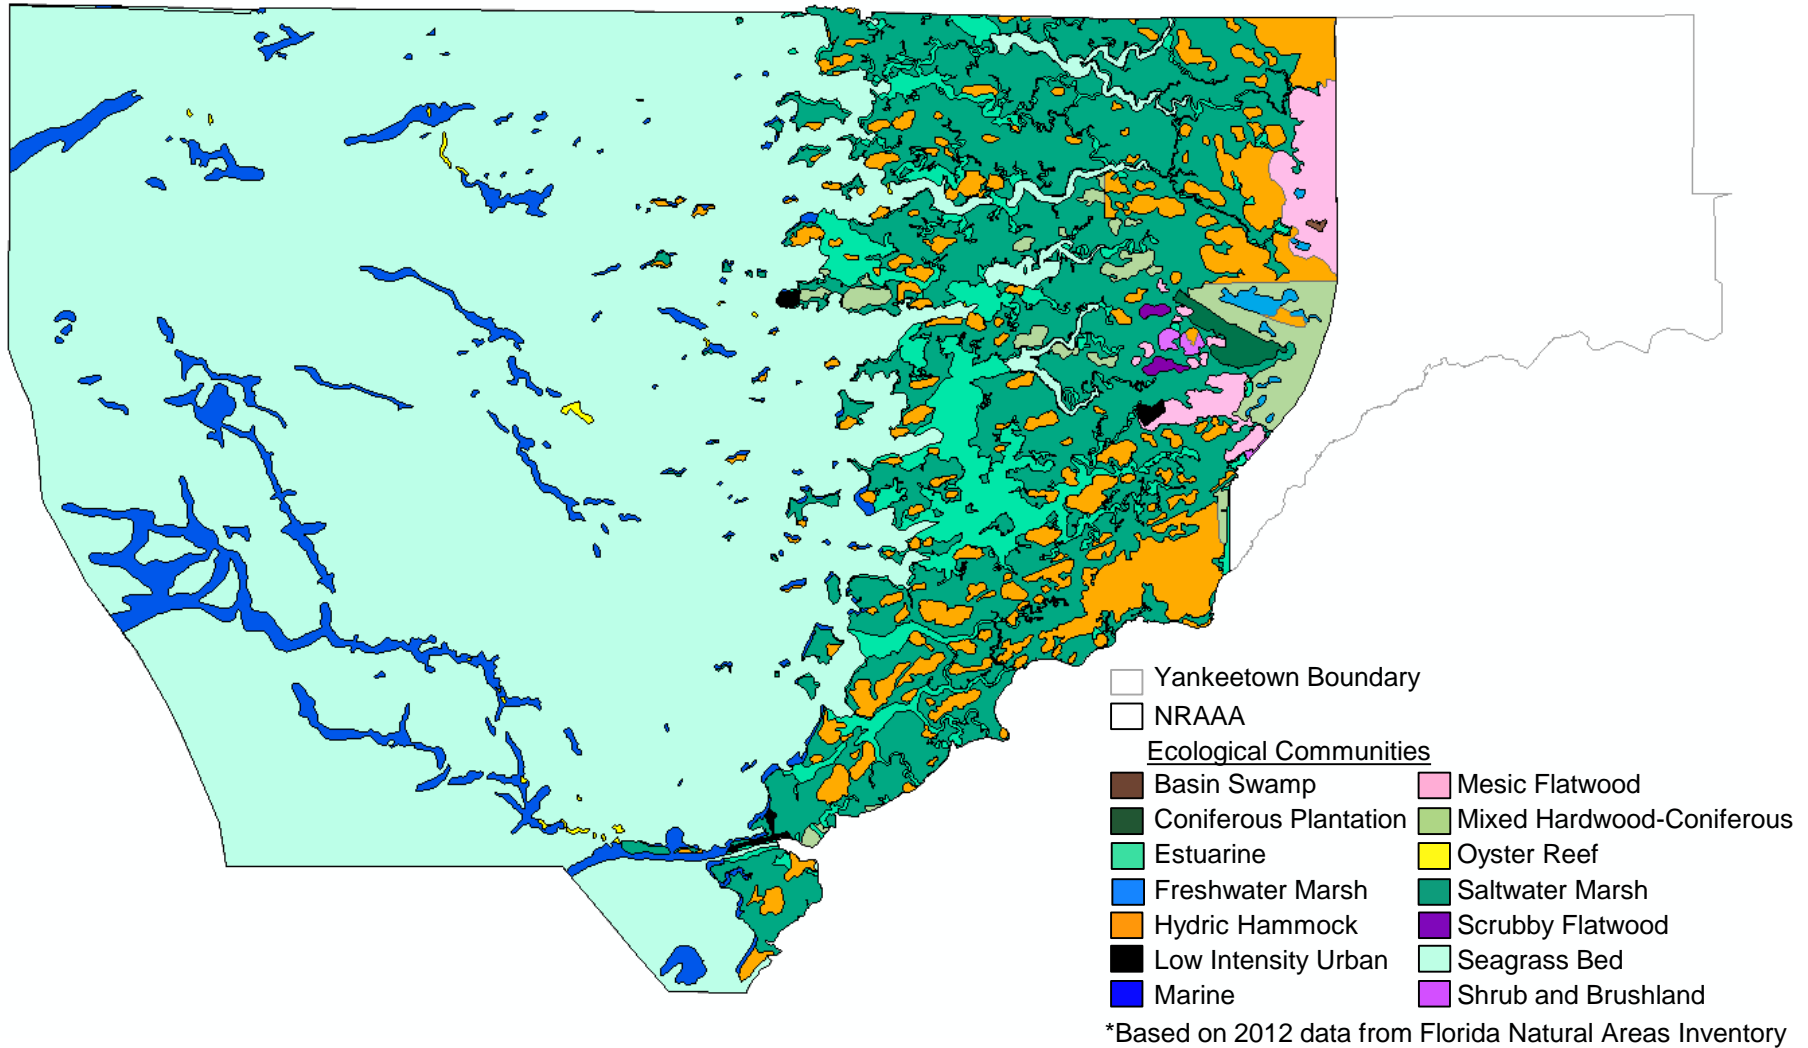 Yankeetown Boundary
NRAAA
Ecological Communities
Basin Swamp
Coniferous Plantation
Estuarine
Freshwater Marsh
Hydric Hammock
Low Intensity Urban
Marine
Mesic Flatwood
Mixed Hardwood-Coniferous
Oyster Reef
Saltwater Marsh
Scrubby Flatwood
Seagrass Bed
Shrub and Brushland
*Based on 2012 data from Florida Natural Areas Inventory